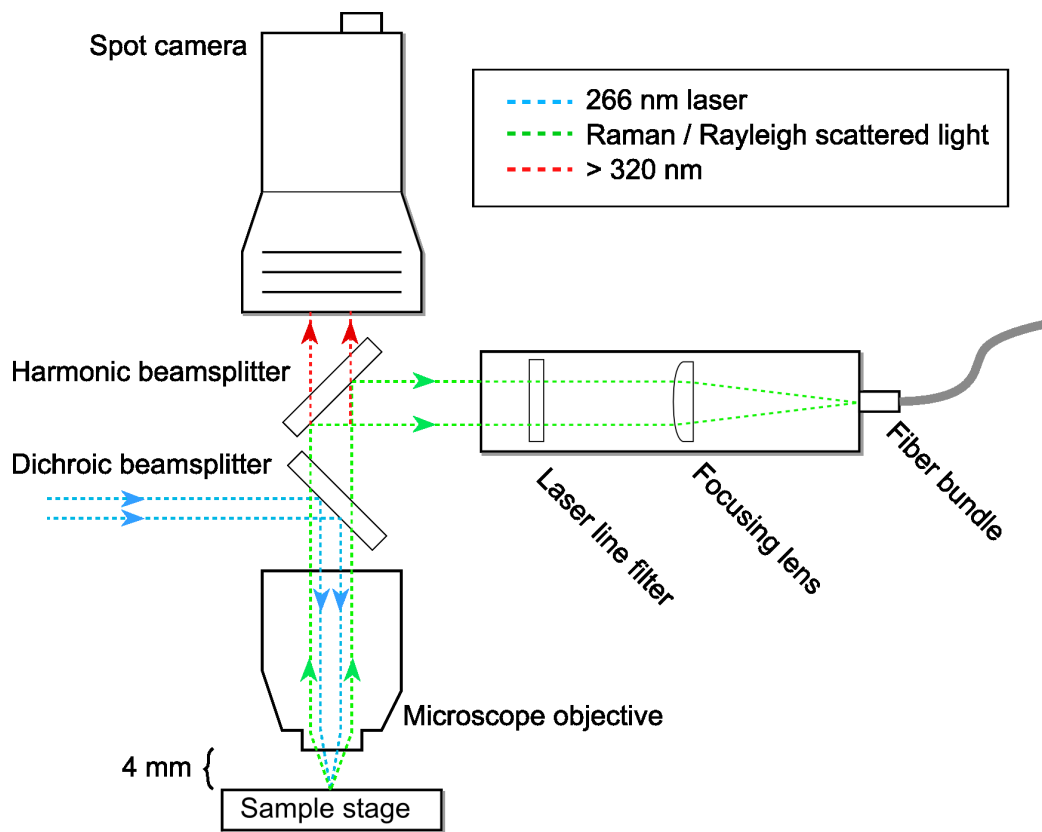 Spot camera
266 nm laser
Raman / Rayleigh scattered light
> 320 nm
Harmonic beamsplitter
Dichroic beamsplitter
Laser line filter
Focusing lens
Fiber bundle
Microscope objective
4 mm
Sample stage